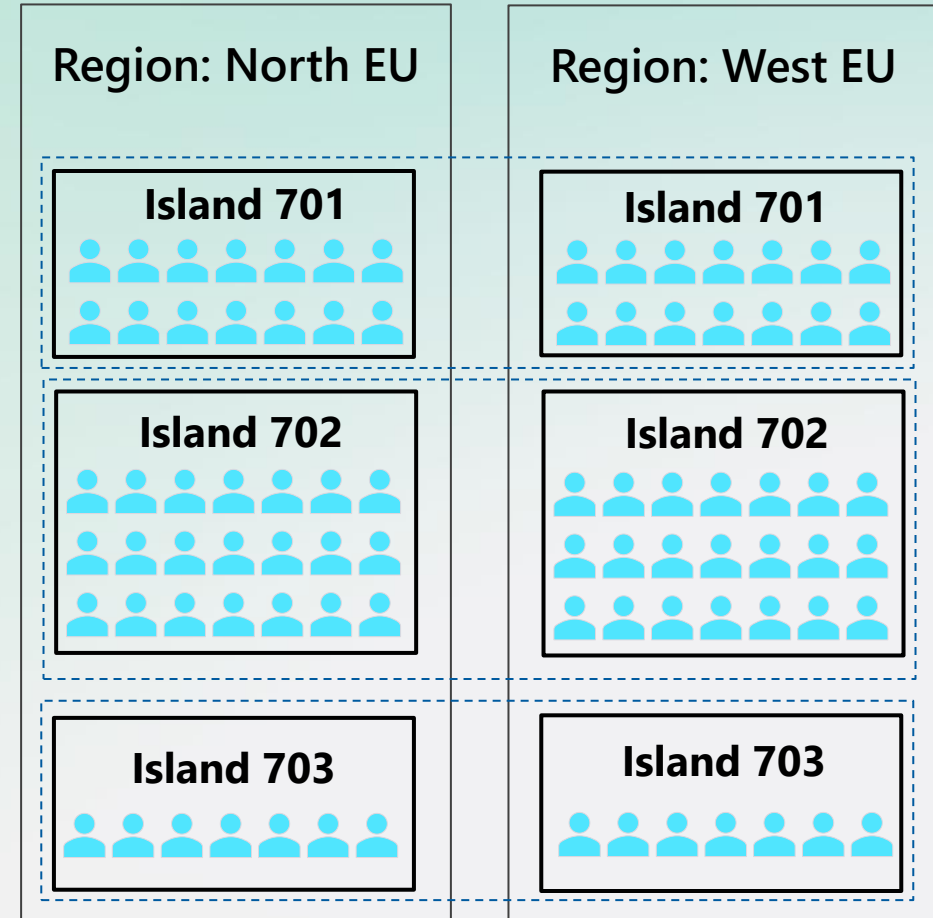 Region: North EU
Island 701
Island 702
Island 703
Region: West EU
Island 701
Island 702
Island 703